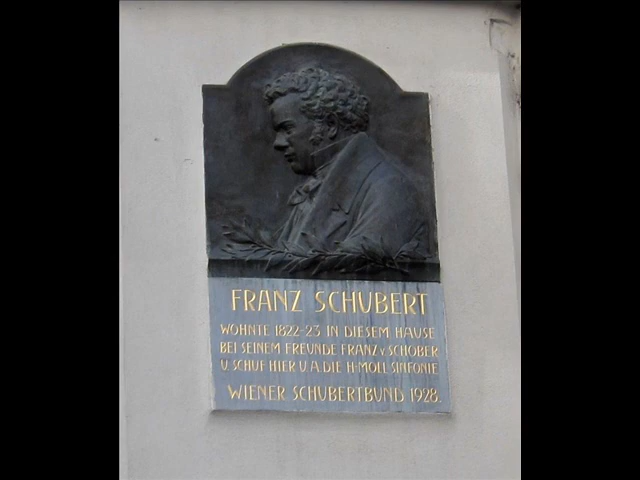 FRANZ SCHUBERT
WOHNTE 1822-23 IN DIESEM HAUSE
BEI SEINEM FREUNDE FRANZ v. SCHOBER
U. SCHUF HIER U. A. DIE H-MOLL SINFONIE
WIENER SCHUBERTBUND 1928.